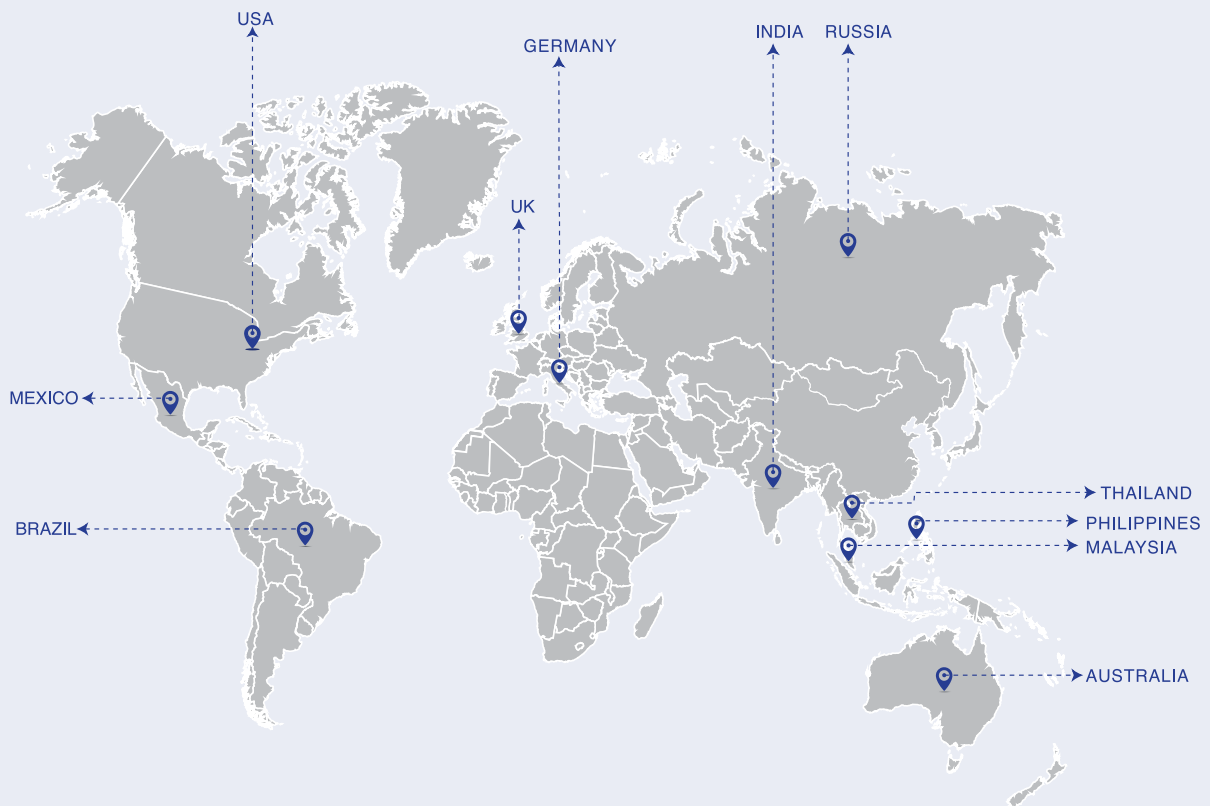 USA
INDIA
RUSSIA
GERMANY
UK
MEXICO
THAILAND
PHILIPPINES
BRAZIL
MALAYSIA
AUSTRALIA